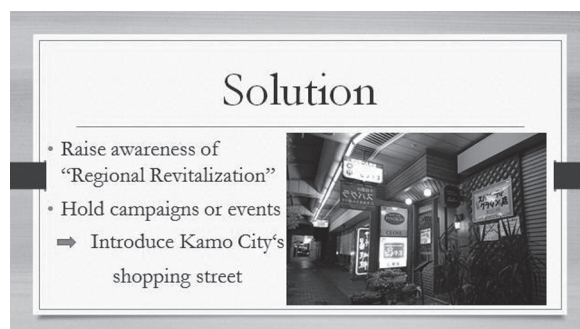 Solution
• Raise awareness of
“Regional Revitalization”
• Hold campaigns or events
➡ Introduce Kamo City‘s
shopping street